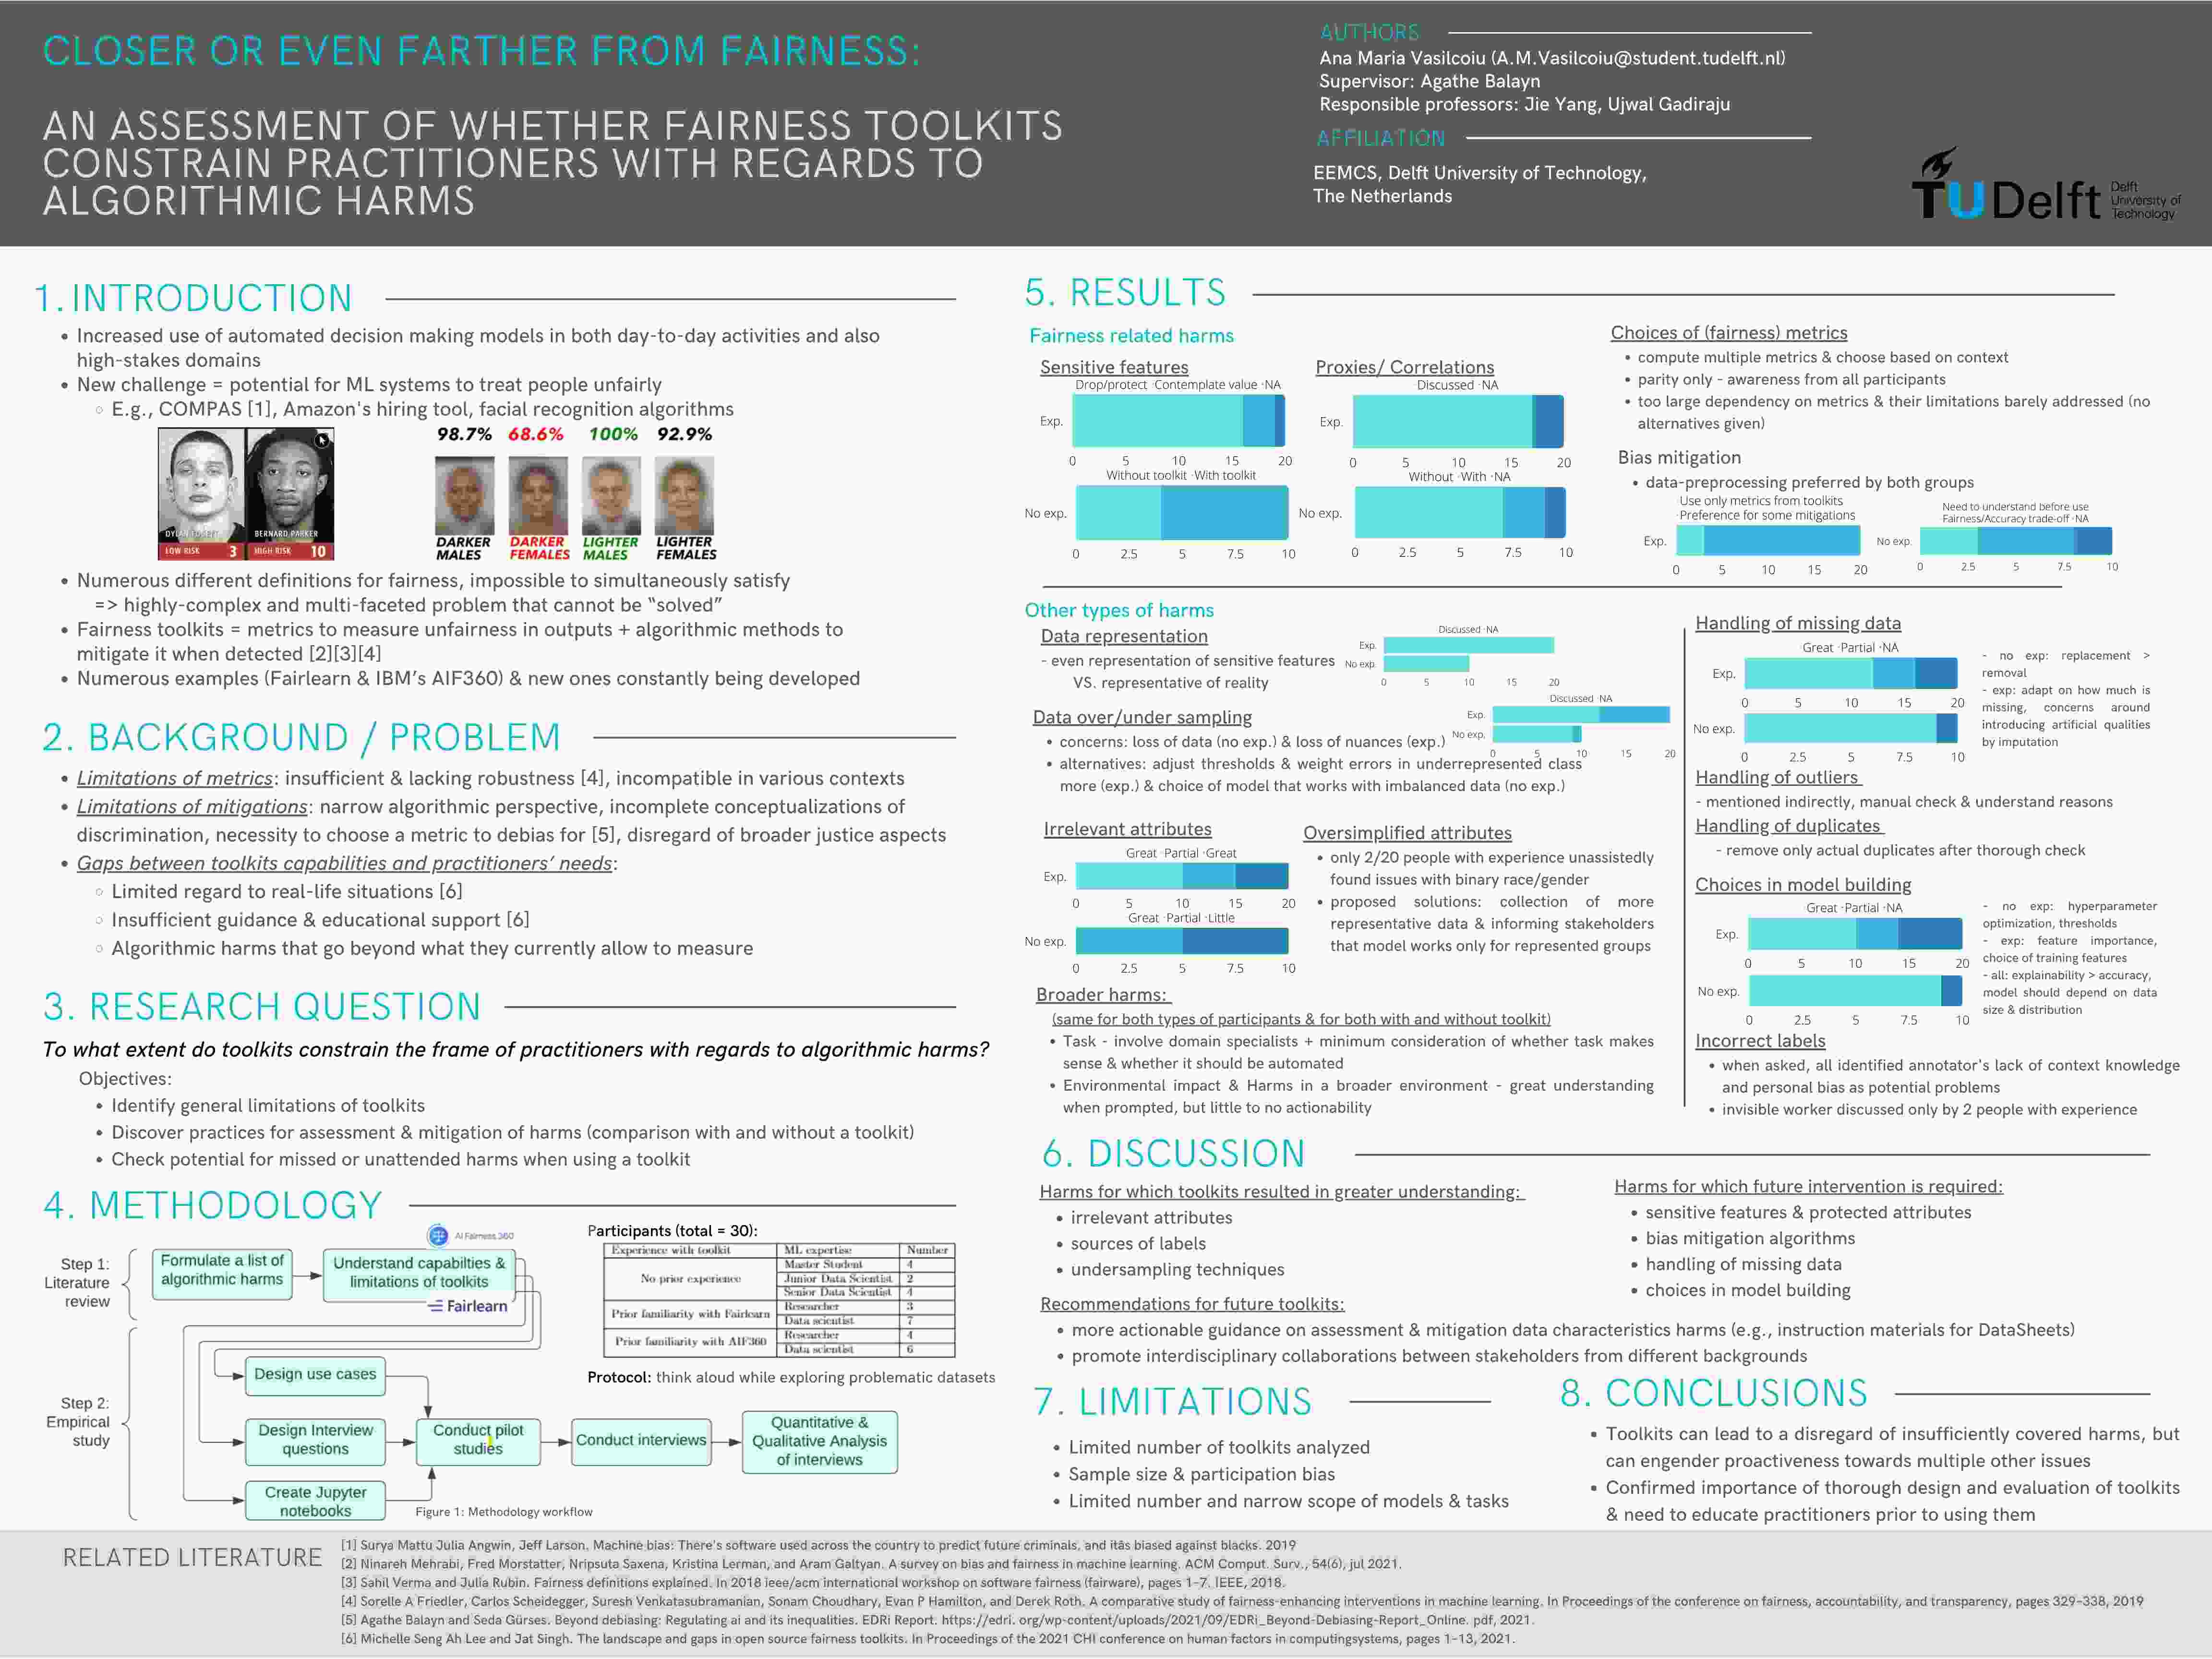 CLOSER OR EVEN FARTHER FROM FAIRNESS:
AN ASSESSMENT OF WHETHER FAIRNESS TOOLKITS
CONSTRAIN PRACTITIONERS WITH REGARDS TO
ALGORITHMIC HARMS
AUTHORS
Ana Maria Vasilcoiu (A.M.Vasilcoiu@student.tudelft.nl)
Supervisor: Agathe Balayn
Responsible professors: Jie Yang, Ujwal Gadiraju
AFFILIATION
EEMCS, Delft University of Technology,
The Netherlands
TU Delft
Delft
University of
Technology
1. INTRODUCTION
• Increased use of automated decision making models in both day-to-day activities and also
high-stakes domains
• New challenge = potential for ML systems to treat people unfairly
◦ E.g., COMPAS [1], Amazon's hiring tool, facial recognition algorithms
BERNARD PARKER
LOW RISK 3
HIGH RISK 10
98.7% 68.6% 100% 92.9%
DARKER MALES
DARKER FEMALES
LIGHTER MALES
LIGHTER FEMALES
• Numerous different definitions for fairness, impossible to simultaneously satisfy
=> highly-complex and multi-faceted problem that cannot be “solved”
• Fairness toolkits = metrics to measure unfairness in outputs + algorithmic methods to
mitigate it when detected [2][3][4]
• Numerous examples (Fairlearn & IBM’s AIF360) & new ones constantly being developed
2. BACKGROUND / PROBLEM
• Limitations of metrics: insufficient & lacking robustness [4], incompatible in various contexts
• Limitations of mitigations: narrow algorithmic perspective, incomplete conceptualizations of
discrimination, necessity to choose a metric to debias for [5], disregard of broader justice aspects
• Gaps between toolkits capabilities and practitioners’ needs:
◦ Limited regard to real-life situations [6]
◦ Insufficient guidance & educational support [6]
◦ Algorithmic harms that go beyond what they currently allow to measure
3. RESEARCH QUESTION
To what extent do toolkits constrain the frame of practitioners with regards to algorithmic harms?
Objectives:
• Identify general limitations of toolkits
• Discover practices for assessment & mitigation of harms (comparison with and without a toolkit)
• Check potential for missed or unattended harms when using a toolkit
4. METHODOLOGY
Step 1:
Literature
review
Formulate a list of
algorithmic harms
AI Fairness 360
Understand capabilties &
limitations of toolkits
Fairlearn
Step 2:
Empirical
study
Design use cases
Design Interview
questions
Create Jupyter
notebooks
Conduct pilot
studies
Conduct interviews
Quantitative &
Qualitative Analysis
of interviews
Figure 1: Methodology workflow
Participants (total = 30):
Experience with toolkit ML expertise Number
No prior experience
Master Student 4
Junior Data Scientist 2
Senior Data Scientist 4
Prior familiarity with Fairlearn
Researcher 3
Data scientist 7
Prior familiarity with AIF360
Researcher 4
Data scientist 6
Protocol: think aloud while exploring problematic datasets
5. RESULTS
Fairness related harms
Sensitive features
Drop/protect ·Contemplate value ·NA
Exp.
0 5 10 15 20
Without toolkit ·With toolkit
No exp.
0 2.5 5 7.5 10
Proxies/ Correlations
·Discussed ·NA
Exp.
0 5 10 15 20
Without ·With ·NA
No exp.
0 2.5 5 7.5 10
Choices of (fairness) metrics
• compute multiple metrics & choose based on context
• parity only - awareness from all participants
• too large dependency on metrics & their limitations barely addressed (no
alternatives given)
Bias mitigation
• data-preprocessing preferred by both groups
·Use only metrics from toolkits
·Preference for some mitigations
Exp.
0 5 10 15 20
Need to understand before use
Fairness/Accuracy trade-off ·NA
No exp.
0 2.5 5 7.5 10
Other types of harms
Data representation
- even representation of sensitive features
VS. representative of reality
Discussed ·NA
Exp.
No exp.
0 5 10 15 20
Data over/under sampling
Discussed ·NA
Exp.
No exp.
0 5 10 15 20
• concerns: loss of data (no exp.) & loss of nuances (exp.)
• alternatives: adjust thresholds & weight errors in underrepresented class
more (exp.) & choice of model that works with imbalanced data (no exp.)
Irrelevant attributes
Great ·Partial ·Great
Exp.
0 5 10 15 20
·Great ·Partial ·Little
No exp.
0 2.5 5 7.5 10
Oversimplified attributes
• only 2/20 people with experience unassistedly
found issues with binary race/gender
• proposed solutions: collection of more
representative data & informing stakeholders
that model works only for represented groups
Broader harms:
(same for both types of participants & for both with and without toolkit)
• Task - involve domain specialists + minimum consideration of whether task makes
sense & whether it should be automated
• Environmental impact & Harms in a broader environment - great understanding
when prompted, but little to no actionability
Handling of missing data
·Great ·Partial ·NA
Exp.
0 5 10 15 20
No exp.
0 2.5 5 7.5 10
- no exp: replacement >
removal
- exp: adapt on how much is
missing, concerns around
introducing artificial qualities
by imputation
Handling of outliers
- mentioned indirectly, manual check & understand reasons
Handling of duplicates
- remove only actual duplicates after thorough check
Choices in model building
·Great ·Partial ·NA
Exp.
0 5 10 15 20
No exp.
0 2.5 5 7.5 10
- no exp: hyperparameter
optimization, thresholds
- exp: feature importance,
choice of training features
- all: explainability > accuracy,
model should depend on data
size & distribution
Incorrect labels
• when asked, all identified annotator's lack of context knowledge
and personal bias as potential problems
• invisible worker discussed only by 2 people with experience
6. DISCUSSION
Harms for which toolkits resulted in greater understanding:
• irrelevant attributes
• sources of labels
• undersampling techniques
Harms for which future intervention is required:
• sensitive features & protected attributes
• bias mitigation algorithms
• handling of missing data
• choices in model building
Recommendations for future toolkits:
• more actionable guidance on assessment & mitigation data characteristics harms (e.g., instruction materials for DataSheets)
• promote interdisciplinary collaborations between stakeholders from different backgrounds
7. LIMITATIONS
• Limited number of toolkits analyzed
• Sample size & participation bias
• Limited number and narrow scope of models & tasks
8. CONCLUSIONS
• Toolkits can lead to a disregard of insufficiently covered harms, but
can engender proactiveness towards multiple other issues
• Confirmed importance of thorough design and evaluation of toolkits
& need to educate practitioners prior to using them
RELATED LITERATURE
[1] Surya Mattu Julia Angwin, Jeff Larson. Machine bias: There's software used across the country to predict future criminals, and itâs biased against blacks. 2019
[2] Ninareh Mehrabi, Fred Morstatter, Nripsuta Saxena, Kristina Lerman, and Aram Galtyan. A survey on bias and fairness in machine learning. ACM Comput. Surv., 54(6), jul 2021.
[3] Sahil Verma and Julia Rubin. Fairness definitions explained. In 2018 ieee/acm international workshop on software fairness (fairware), pages 1-7. IEEE, 2018.
[4] Sorelle A Friedler, Carlos Scheidegger, Suresh Venkatasubramanian, Sonam Choudhary, Evan P Hamilton, and Derek Roth. A comparative study of fairness-enhancing interventions in machine learning. In Proceedings of the conference on fairness, accountability, and transparency, pages 329-338, 2019
[5] Agathe Balayn and Seda Gürses. Beyond debiasing: Regulating ai and its inequalities. EDRi Report. https://edri. org/wp-content/uploads/2021/09/EDRi_Beyond-Debiasing-Report_Online. pdf, 2021.
[6] Michelle Seng Ah Lee and Jat Singh. The landscape and gaps in open source fairness toolkits. In Proceedings of the 2021 CHI conference on human factors in computingsystems, pages 1-13, 2021.